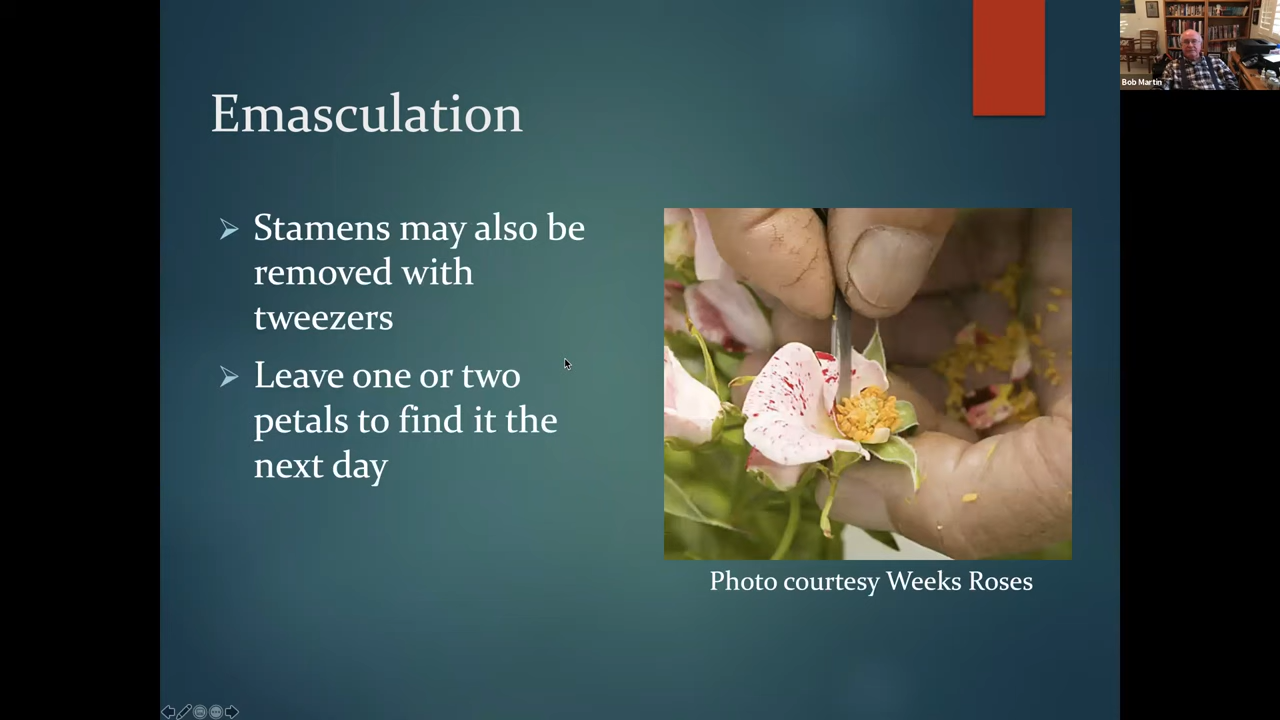 Emasculation
Stamens may also be
removed with
tweezers
Leave one or two
petals to find it the
next day
Photo courtesy Weeks Roses
Bob Martin